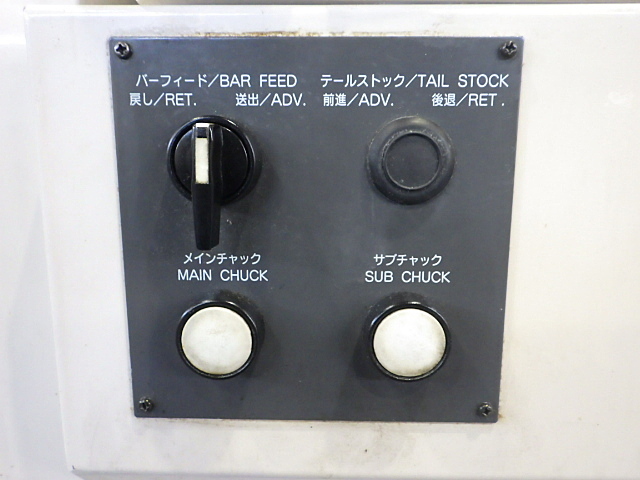 バーフィード/BAR FEED
戻し/RET. 送出/ADV.
テールストック/TAIL STOCK
前進/ADV. 後退/RET.
メインチャック
MAIN CHUCK
サブチャック
SUB CHUCK